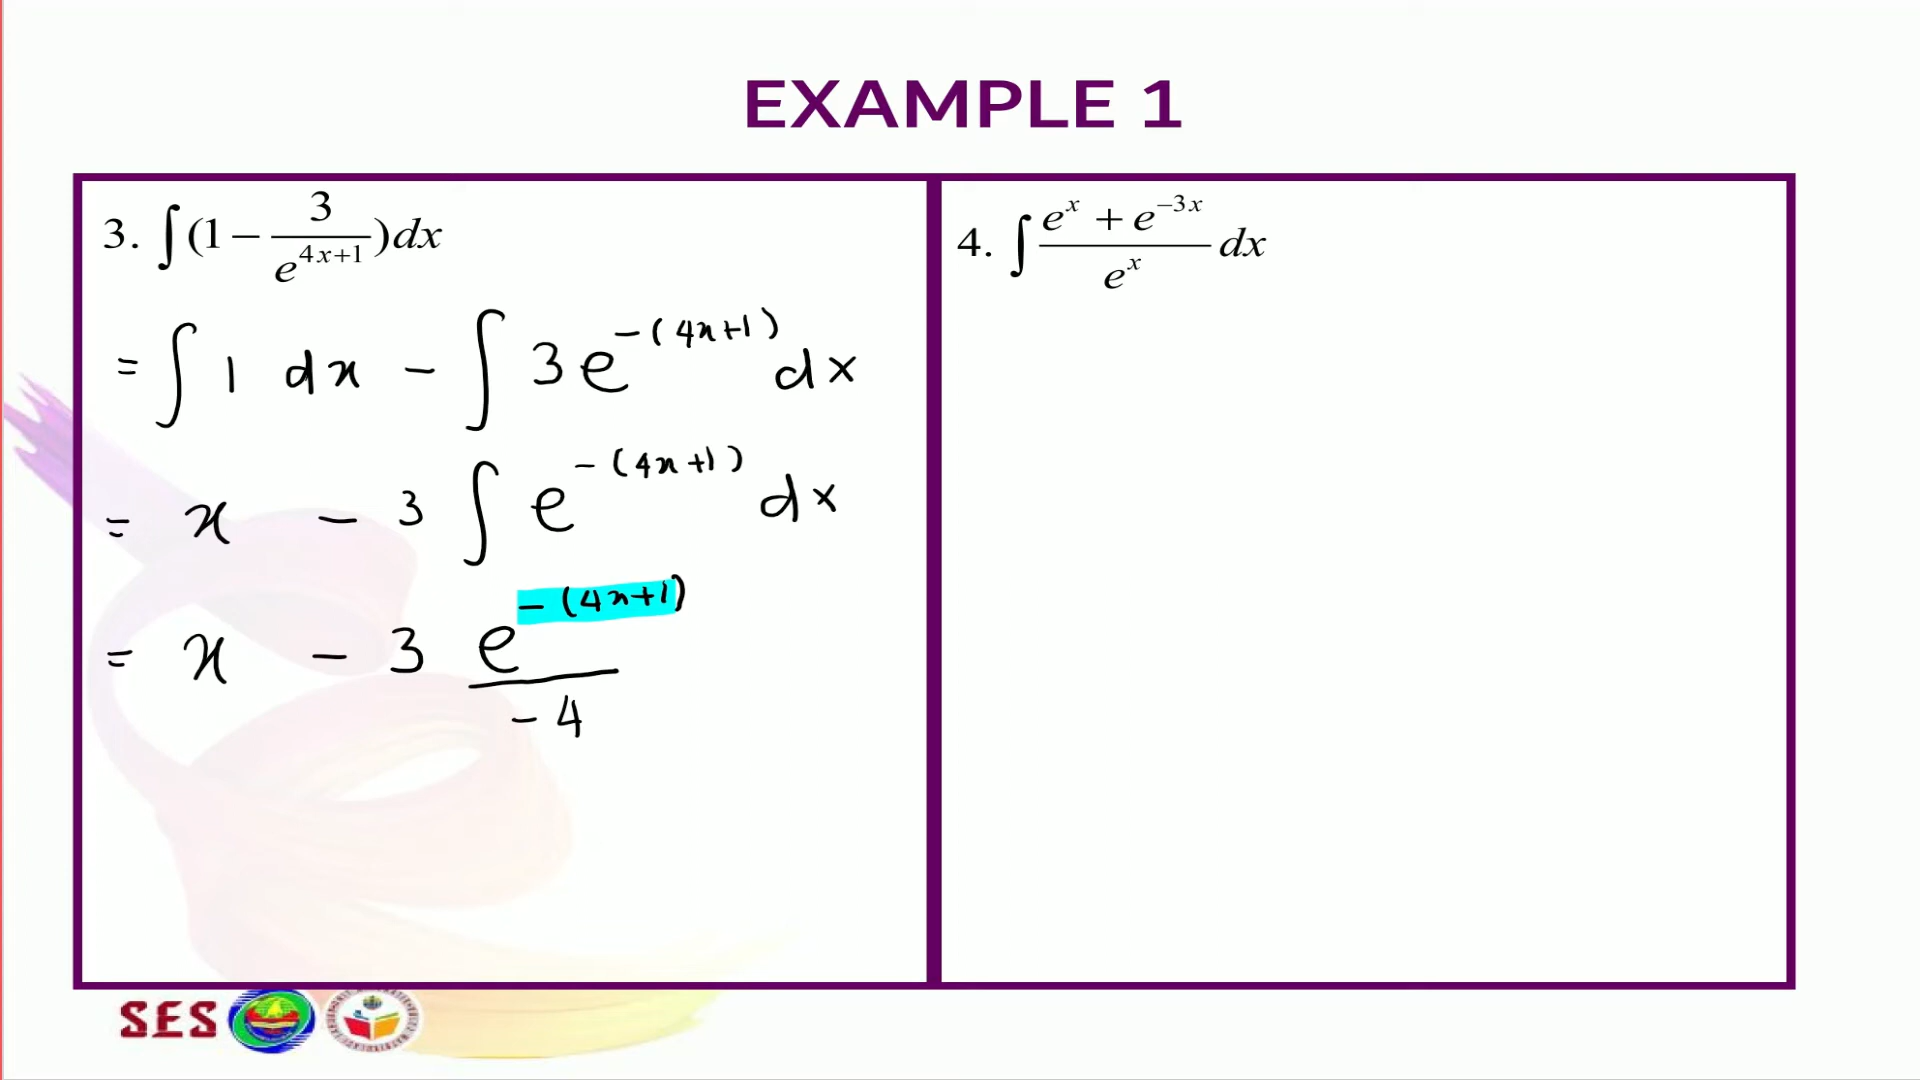 EXAMPLE 1
3. ∫(1 − 3/e^{4x+1})dx
= ∫ 1 dx − ∫ 3e^{−(4x+1)} dx
= x − 3 ∫ e^{−(4x+1)} dx
= x − 3 e^{−(4x+1)}/−4
4. ∫ (e^x + e^{−3x})/e^x dx
SES